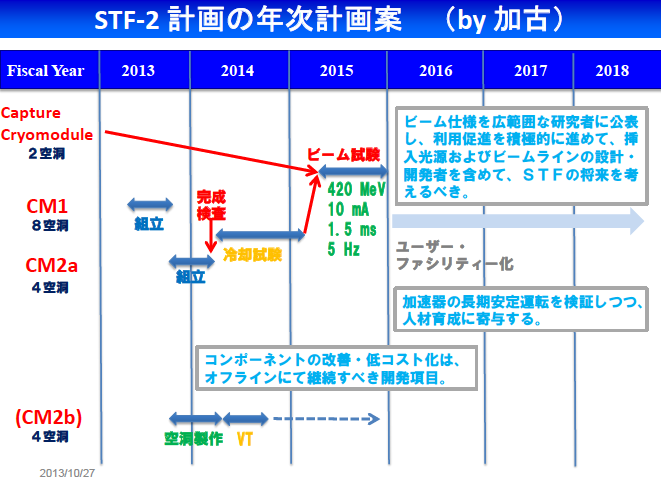 STF-2 計画の年次計画案 （by 加古）
Fiscal Year 2013 2014 2015 2016 2017 2018
Capture
Cryomodule
２空洞
ビーム試験
420 MeV
10 mA
1.5 ms
5 Hz
ビーム仕様を広範囲な研究者に公表
し、利用促進を積極的に進めて、挿
入光源およびビームラインの設計・
開発者を含めて、ＳＴＦの将来を考
えるべき。
CM1
８空洞
組立
完成
検査
冷却試験
ユーザー・
ファシリティー化
CM2a
４空洞
組立
加速器の長期安定運転を検証しつつ、
人材育成に寄与する。
コンポーネントの改善・低コスト化は、
オフラインにて継続すべき開発項目。
(CM2b)
４空洞
空洞製作 VT
2013/10/27